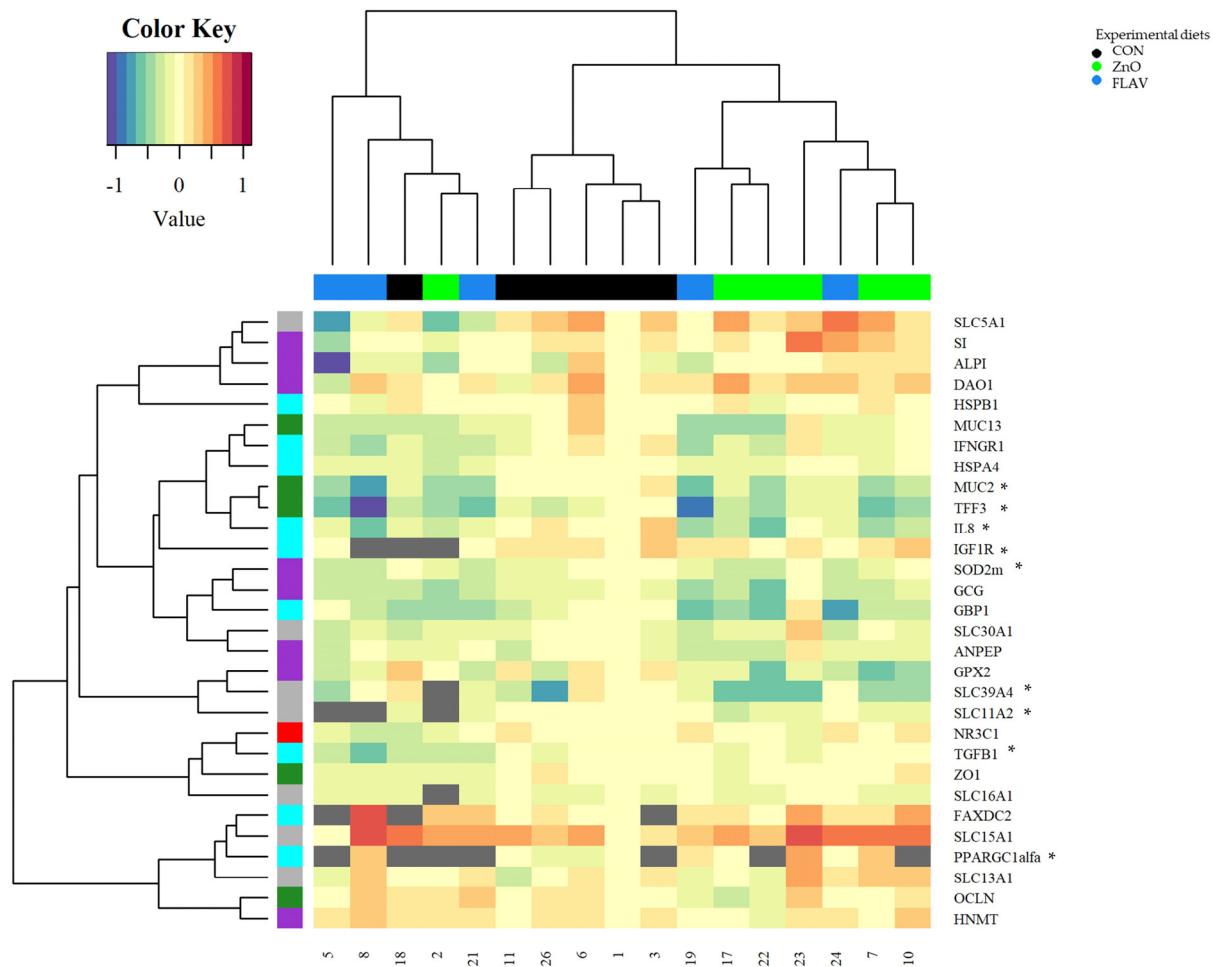 Color Key
-1 0 1
Value
Experimental diets
CON
ZnO
FLAV
SLC5A1
SI
ALPI
DAO1
HSPB1
MUC13
IFNGR1
HSPA4
MUC2 *
TFF3 *
IL8 *
IGF1R *
SOD2m *
GCG
GBP1
SLC30A1
ANPEP
GPX2
SLC39A4 *
SLC11A2 *
NR3C1
TGFB1 *
ZO1
SLC16A1
FAXDC2
SLC15A1
PPARGC1alfa *
SLC13A1
OCLN
HNMT
5 8 18 2 21 11 26 6 1 3 19 17 22 23 24 7 10